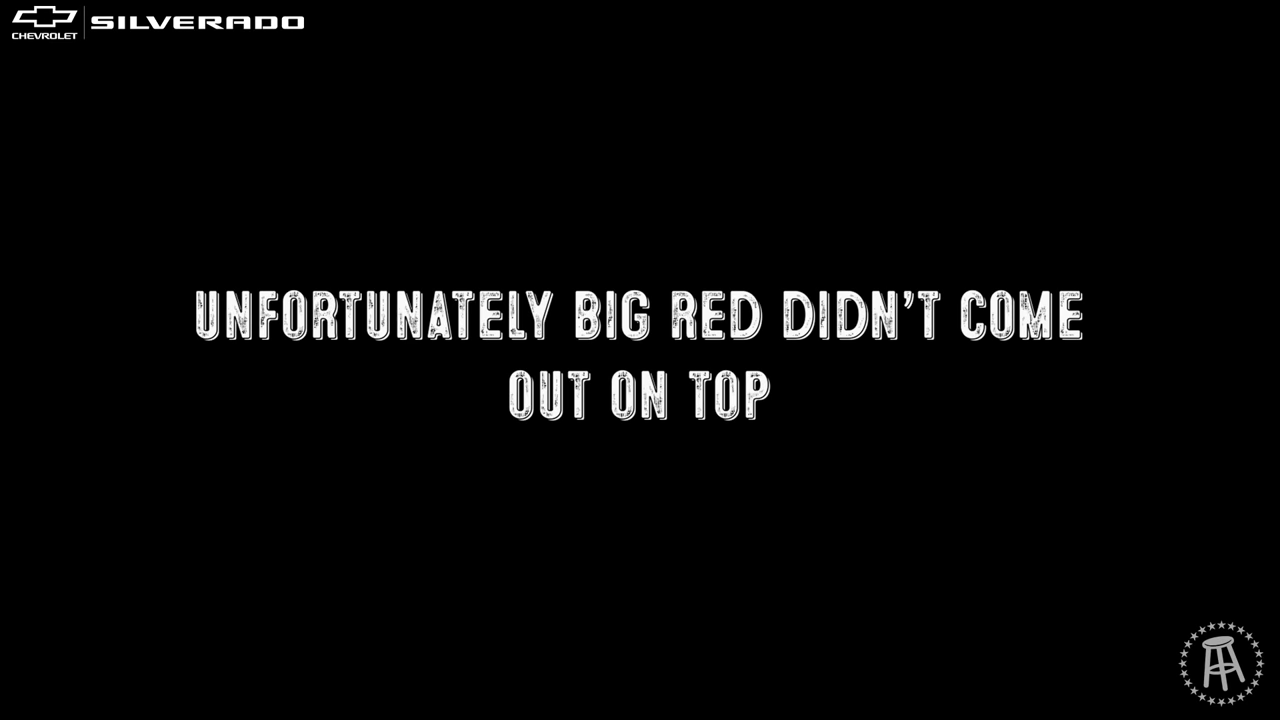 CHEVROLET SILVERADO
UNFORTUNATELY BIG RED DIDN'T COME
OUT ON TOP